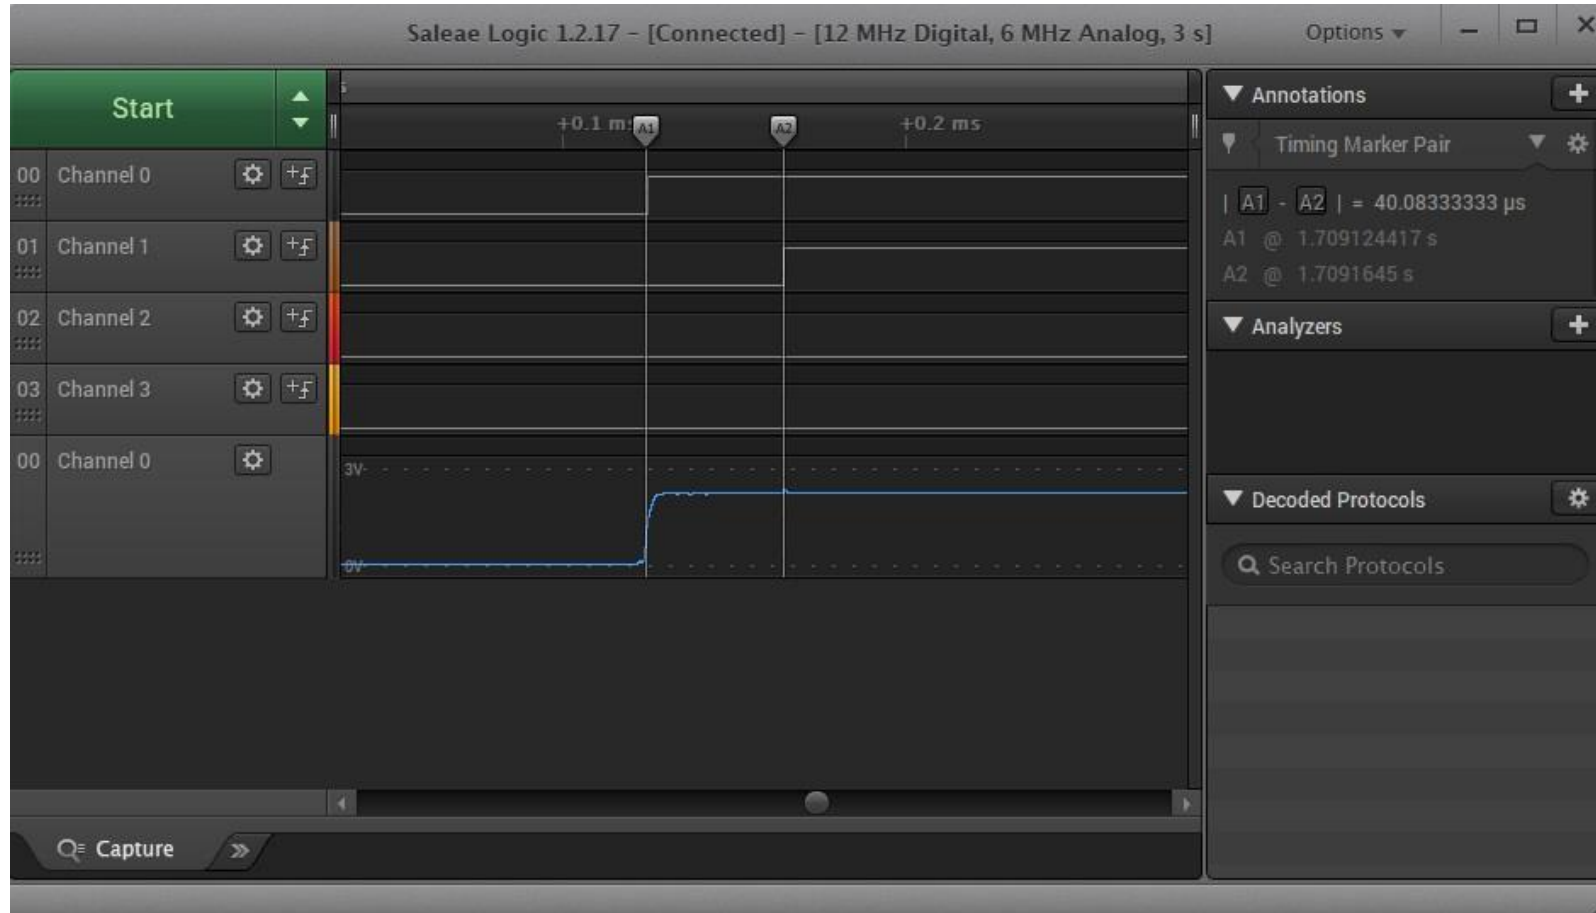 Saleae Logic 1.2.17 - [Connected] - [12 MHz Digital, 6 MHz Analog, 3 s]
Options
Start
+0.1 ms
A1
A2
+0.2 ms
00 Channel 0
01 Channel 1
02 Channel 2
03 Channel 3
00 Channel 0
3V
0V
Annotations
Timing Marker Pair
| A1 - A2 | = 40.08333333 µs
A1 @ 1.709124417 s
A2 @ 1.7091645 s
Analyzers
Decoded Protocols
Search Protocols
Capture